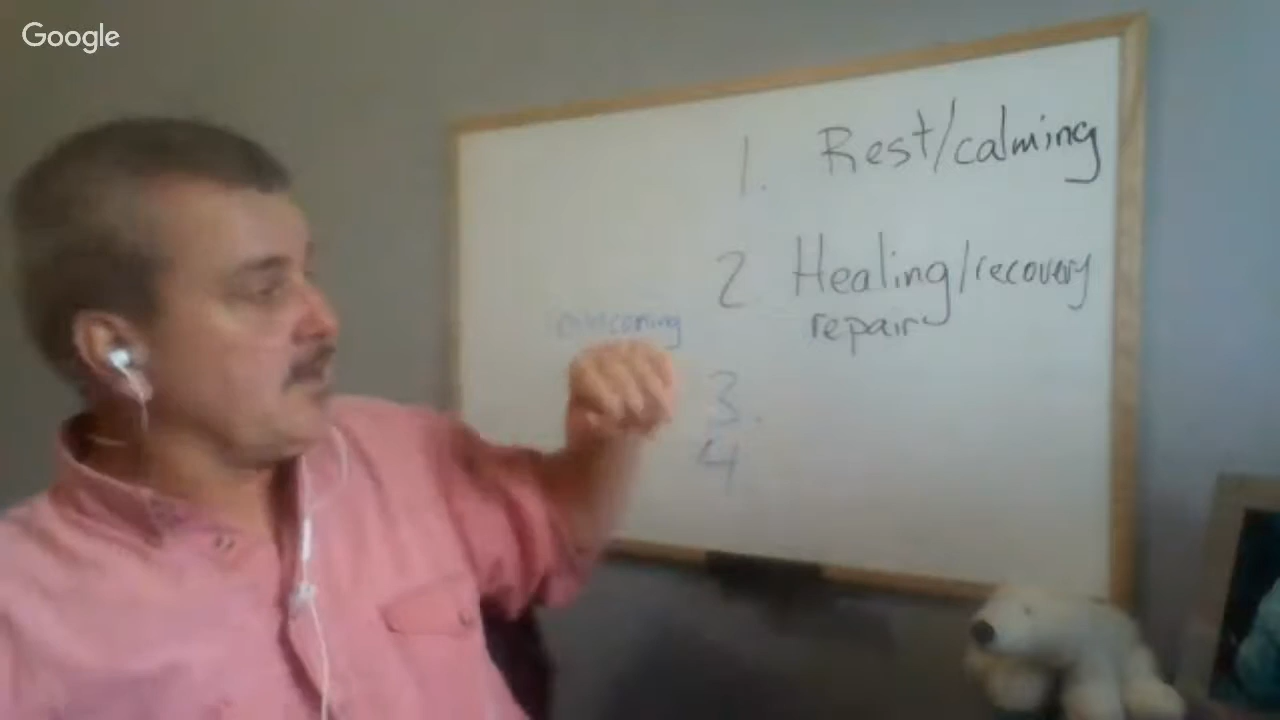 Google
1. Rest/calming
2. Healing/recovery
repair
3.
4